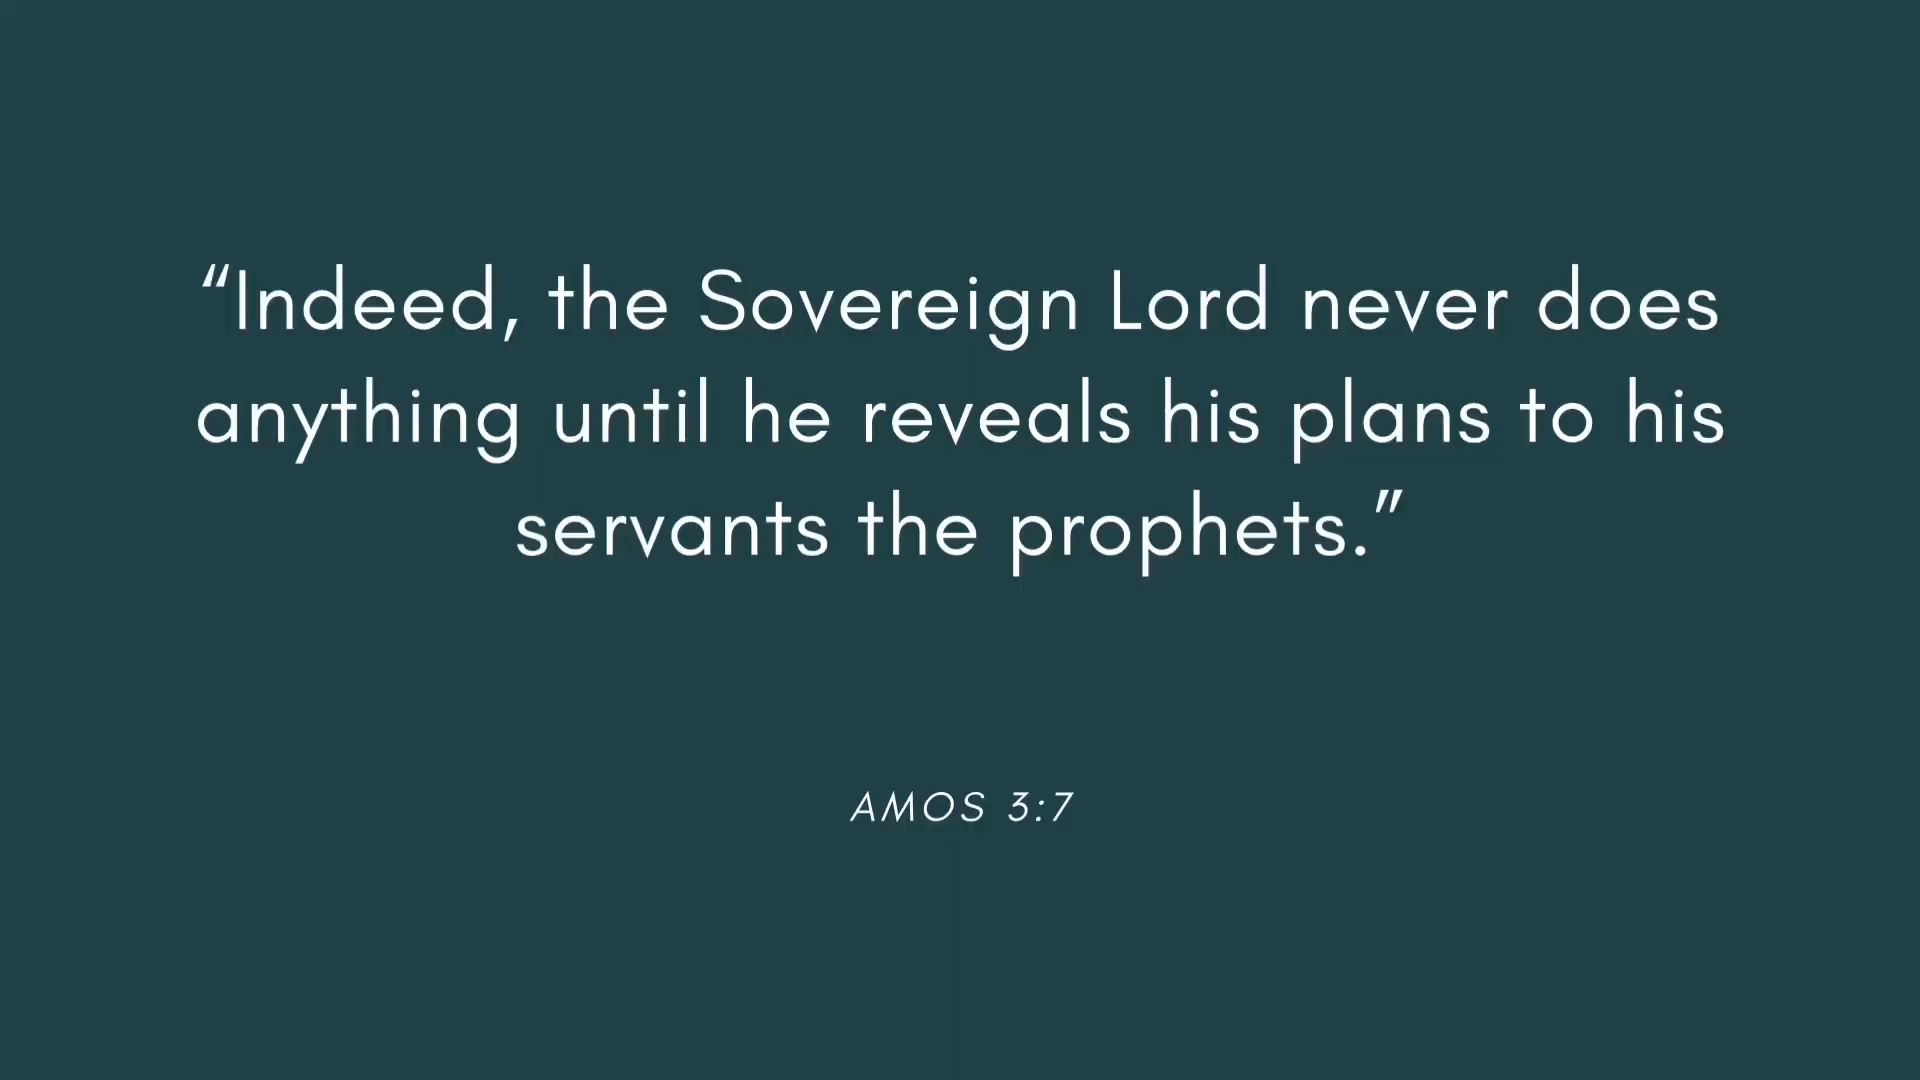 “Indeed, the Sovereign Lord never does
anything until he reveals his plans to his
servants the prophets.”
AMOS 3:7